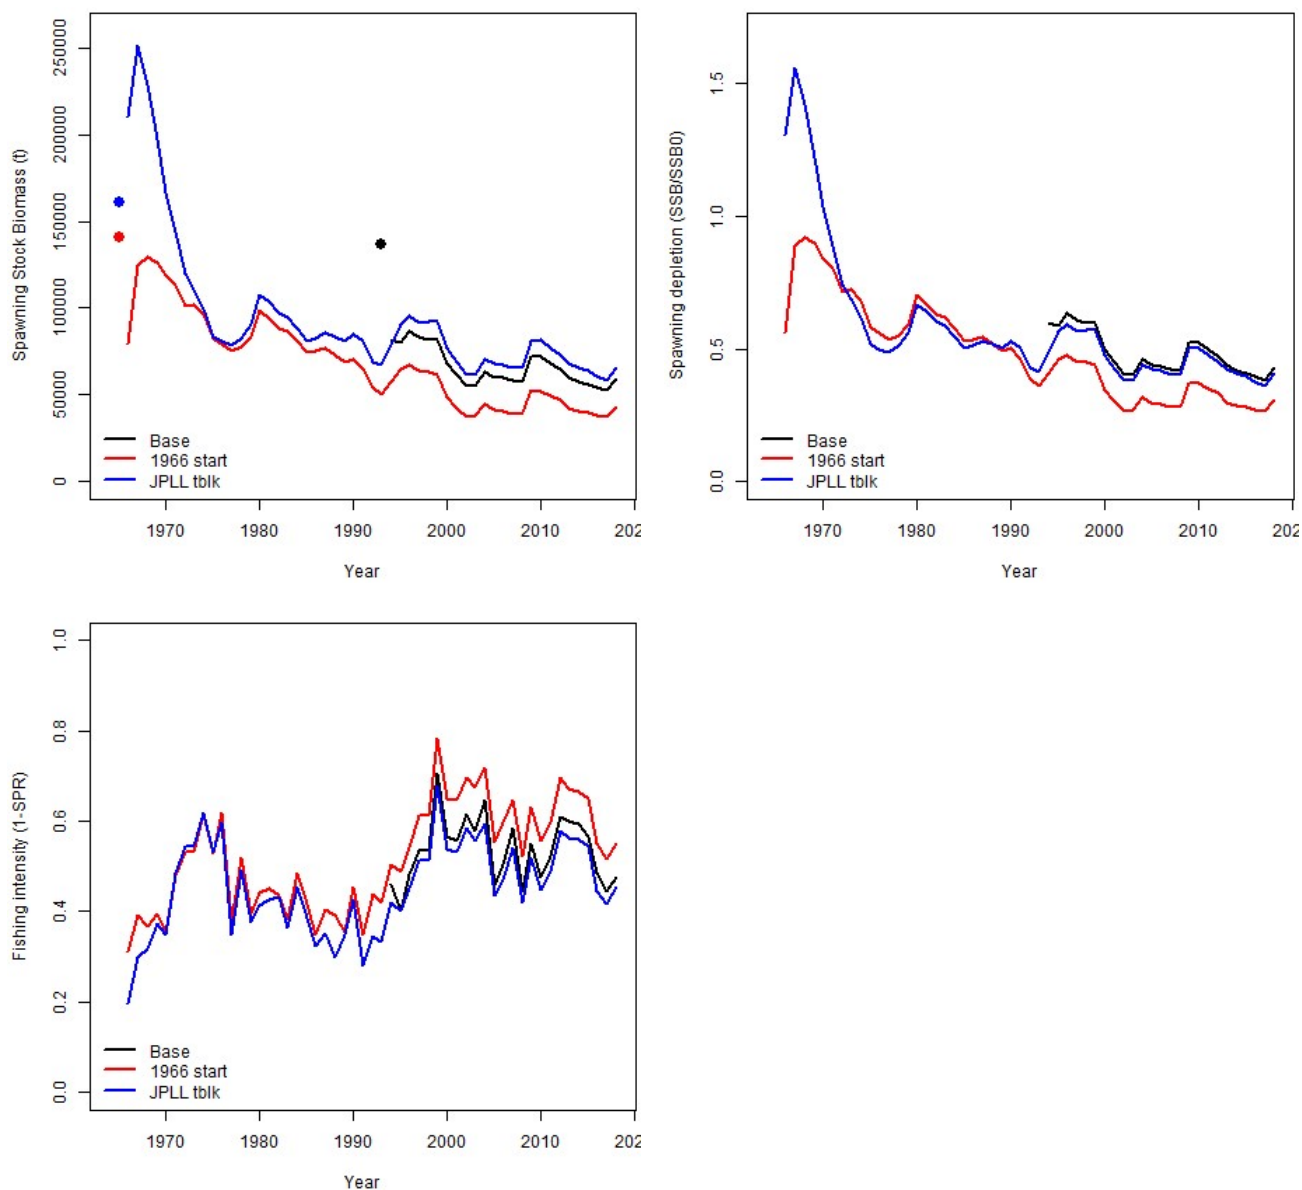 Spawning Stock Biomass (t)
250000
200000
150000
100000
50000
0
Base
1966 start
JPLL tblk
1970 1980 1990 2000 2010 202
Year
Spawning depletion (SSB/SSB0)
1.5
1.0
0.5
0.0
Base
1966 start
JPLL tblk
1970 1980 1990 2000 2010 202
Year
Fishing intensity (1-SPR)
1.0
0.8
0.6
0.4
0.2
0.0
Base
1966 start
JPLL tblk
1970 1980 1990 2000 2010 202
Year